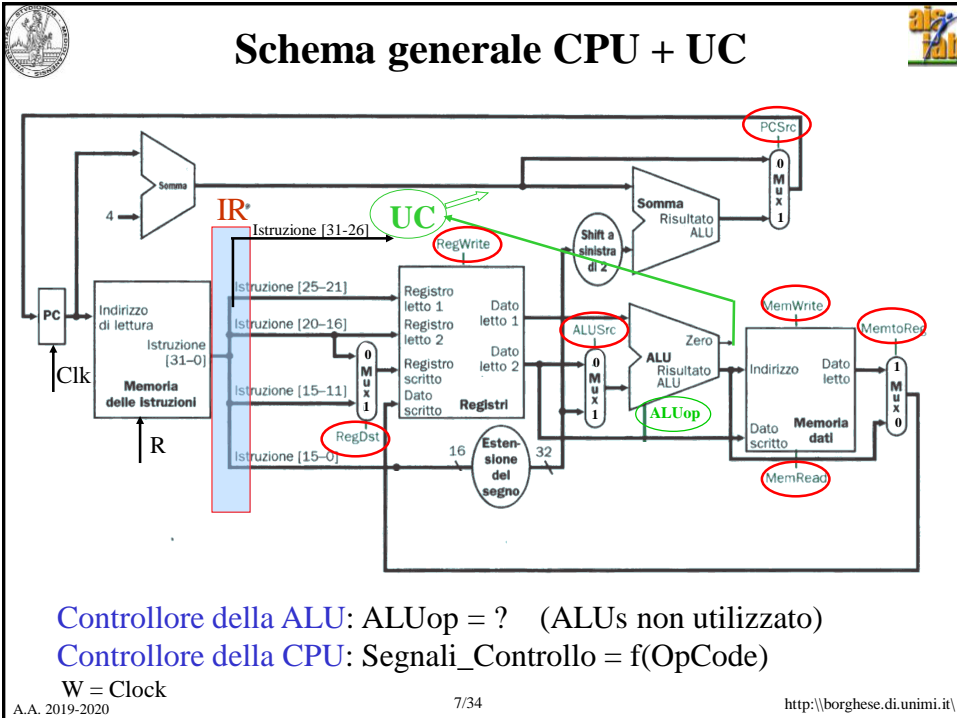 Schema generale CPU + UC
PCSrc
0
M
u
x
1
Somma
4
IR
UC
Istruzione [31-26]
Somma
Risultato
ALU
Shift a
sinistra
di 2
RegWrite
PC
Clk
Indirizzo
di lettura
Istruzione
[31–0]
Memoria
delle istruzioni
R
Istruzione [25–21]
Istruzione [20–16]
Istruzione [15–11]
Istruzione [15–0]
0
M
u
x
1
RegDst
Registro
letto 1
Registro
letto 2
Registro
scritto
Dato
scritto
Dato
letto 1
Dato
letto 2
Registri
16
Esten-
sione
del
segno
32
ALUSrc
0
M
u
x
1
Zero
ALU
Risultato
ALU
ALUop
MemWrite
Indirizzo
Dato
letto
Dato
scritto
Memoria
dati
MemRead
MemtoReg
1
M
u
x
0
Controllore della ALU: ALUop = ? (ALUs non utilizzato)
Controllore della CPU: Segnali_Controllo = f(OpCode)
W = Clock
A.A. 2019-2020
7/34
http:\\borghese.di.unimi.it\